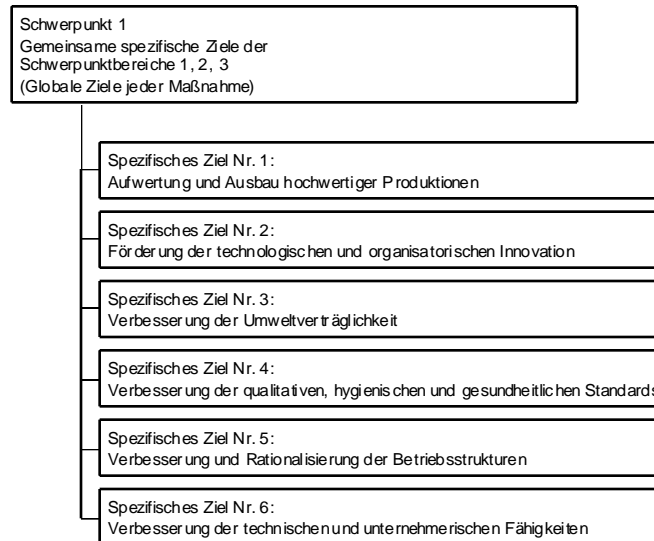 Schwerpunkt 1
Gemeinsame spezifische Ziele der
Schwerpunktbereiche 1, 2, 3
(Globale Ziele jeder Maßnahme)
Spezifisches Ziel Nr. 1:
Aufwertung und Ausbau hochwertiger Produktionen
Spezifisches Ziel Nr. 2:
Förderung der technologischen und organisatorischen Innovation
Spezifisches Ziel Nr. 3:
Verbesserung der Umweltverträglichkeit
Spezifisches Ziel Nr. 4:
Verbesserung der qualitativen, hygienischen und gesundheitlichen Standards
Spezifisches Ziel Nr. 5:
Verbesserung und Rationalisierung der Betriebsstrukturen
Spezifisches Ziel Nr. 6:
Verbesserung der technischen und unternehmerischen Fähigkeiten